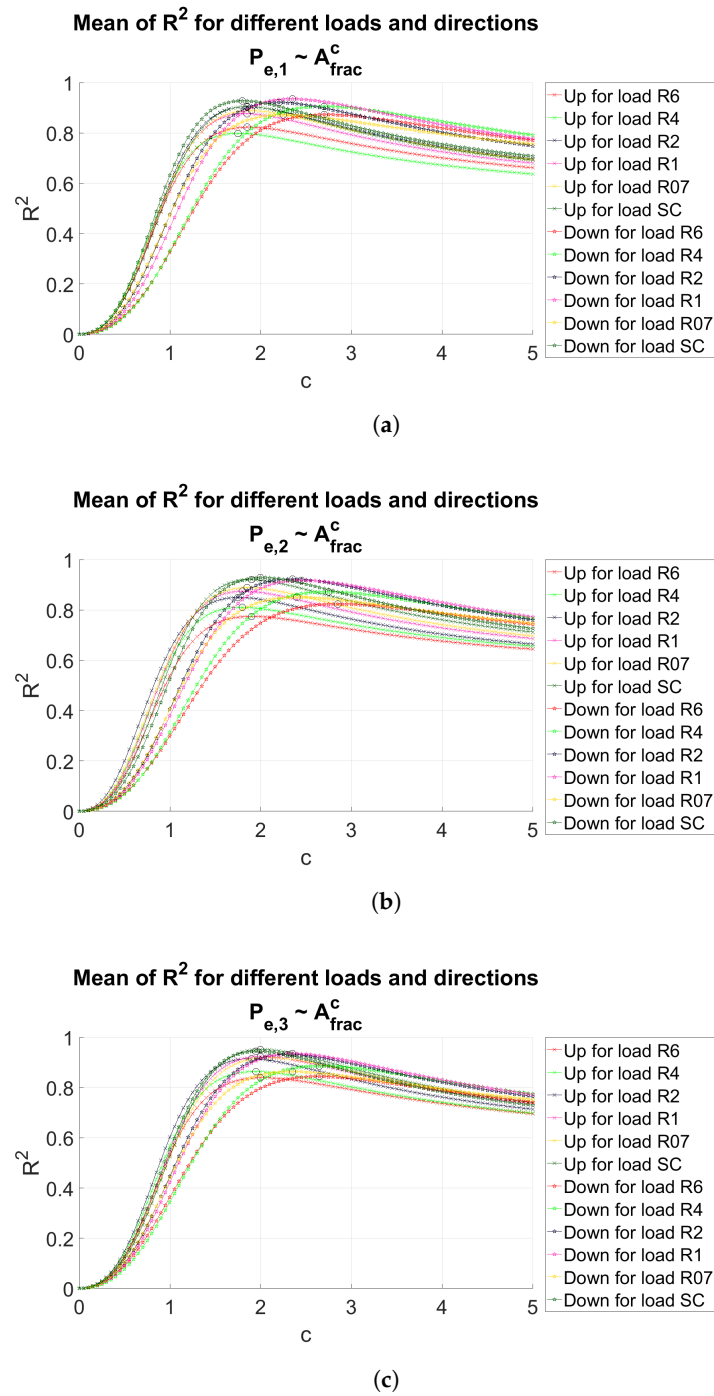 Mean of R² for different loads and directions
P_{e,1} ~ A_{frac}^{c}
1
0.8
0.6
0.4
0.2
0
R²
0 1 2 3 4 5
c
Up for load R6
Up for load R4
Up for load R2
Up for load R1
Up for load R07
Up for load SC
Down for load R6
Down for load R4
Down for load R2
Down for load R1
Down for load R07
Down for load SC
(a)
Mean of R² for different loads and directions
P_{e,2} ~ A_{frac}^{c}
1
0.8
0.6
0.4
0.2
0
R²
0 1 2 3 4 5
c
Up for load R6
Up for load R4
Up for load R2
Up for load R1
Up for load R07
Up for load SC
Down for load R6
Down for load R4
Down for load R2
Down for load R1
Down for load R07
Down for load SC
(b)
Mean of R² for different loads and directions
P_{e,3} ~ A_{frac}^{c}
1
0.8
0.6
0.4
0.2
0
R²
0 1 2 3 4 5
c
Up for load R6
Up for load R4
Up for load R2
Up for load R1
Up for load R07
Up for load SC
Down for load R6
Down for load R4
Down for load R2
Down for load R1
Down for load R07
Down for load SC
(c)